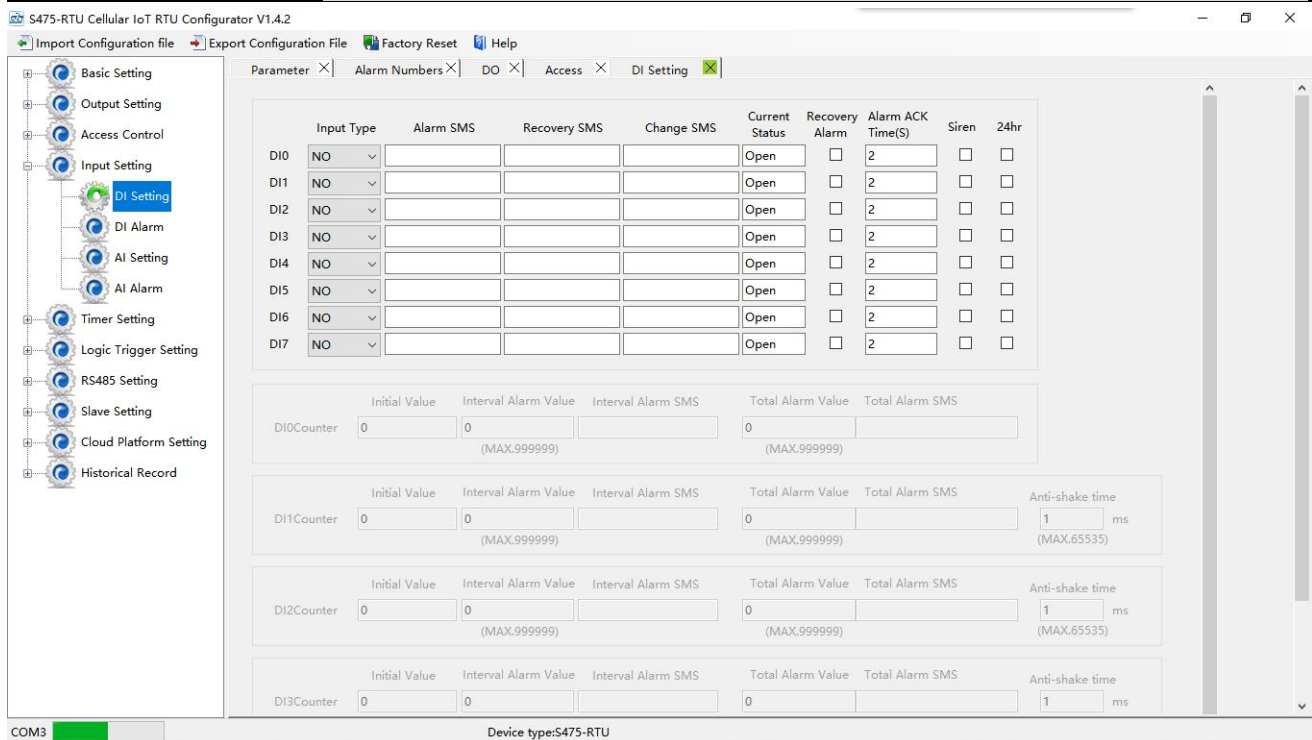 S475-RTU Cellular IoT RTU Configurator V1.4.2
Import Configuration file Export Configuration File Factory Reset Help
Basic Setting
Output Setting
Access Control
Input Setting
DI Setting
DI Alarm
AI Setting
AI Alarm
Timer Setting
Logic Trigger Setting
RS485 Setting
Slave Setting
Cloud Platform Setting
Historical Record
Parameter Alarm Numbers DO Access DI Setting
Input Type Alarm SMS Recovery SMS Change SMS Current Status Recovery Alarm Alarm ACK Time(S) Siren 24hr
DI0 NO Open 2
DI1 NO Open 2
DI2 NO Open 2
DI3 NO Open 2
DI4 NO Open 2
DI5 NO Open 2
DI6 NO Open 2
DI7 NO Open 2
Initial Value Interval Alarm Value Interval Alarm SMS Total Alarm Value Total Alarm SMS
DI0Counter 0 0 0
(MAX.999999) (MAX.999999)
Initial Value Interval Alarm Value Interval Alarm SMS Total Alarm Value Total Alarm SMS Anti-shake time
DI1Counter 0 0 0 1 ms
(MAX.999999) (MAX.999999) (MAX.65535)
Initial Value Interval Alarm Value Interval Alarm SMS Total Alarm Value Total Alarm SMS Anti-shake time
DI2Counter 0 0 0 1 ms
(MAX.999999) (MAX.999999) (MAX.65535)
Initial Value Interval Alarm Value Interval Alarm SMS Total Alarm Value Total Alarm SMS Anti-shake time
DI3Counter 0 0 0 1 ms
COM3 Device type:S475-RTU